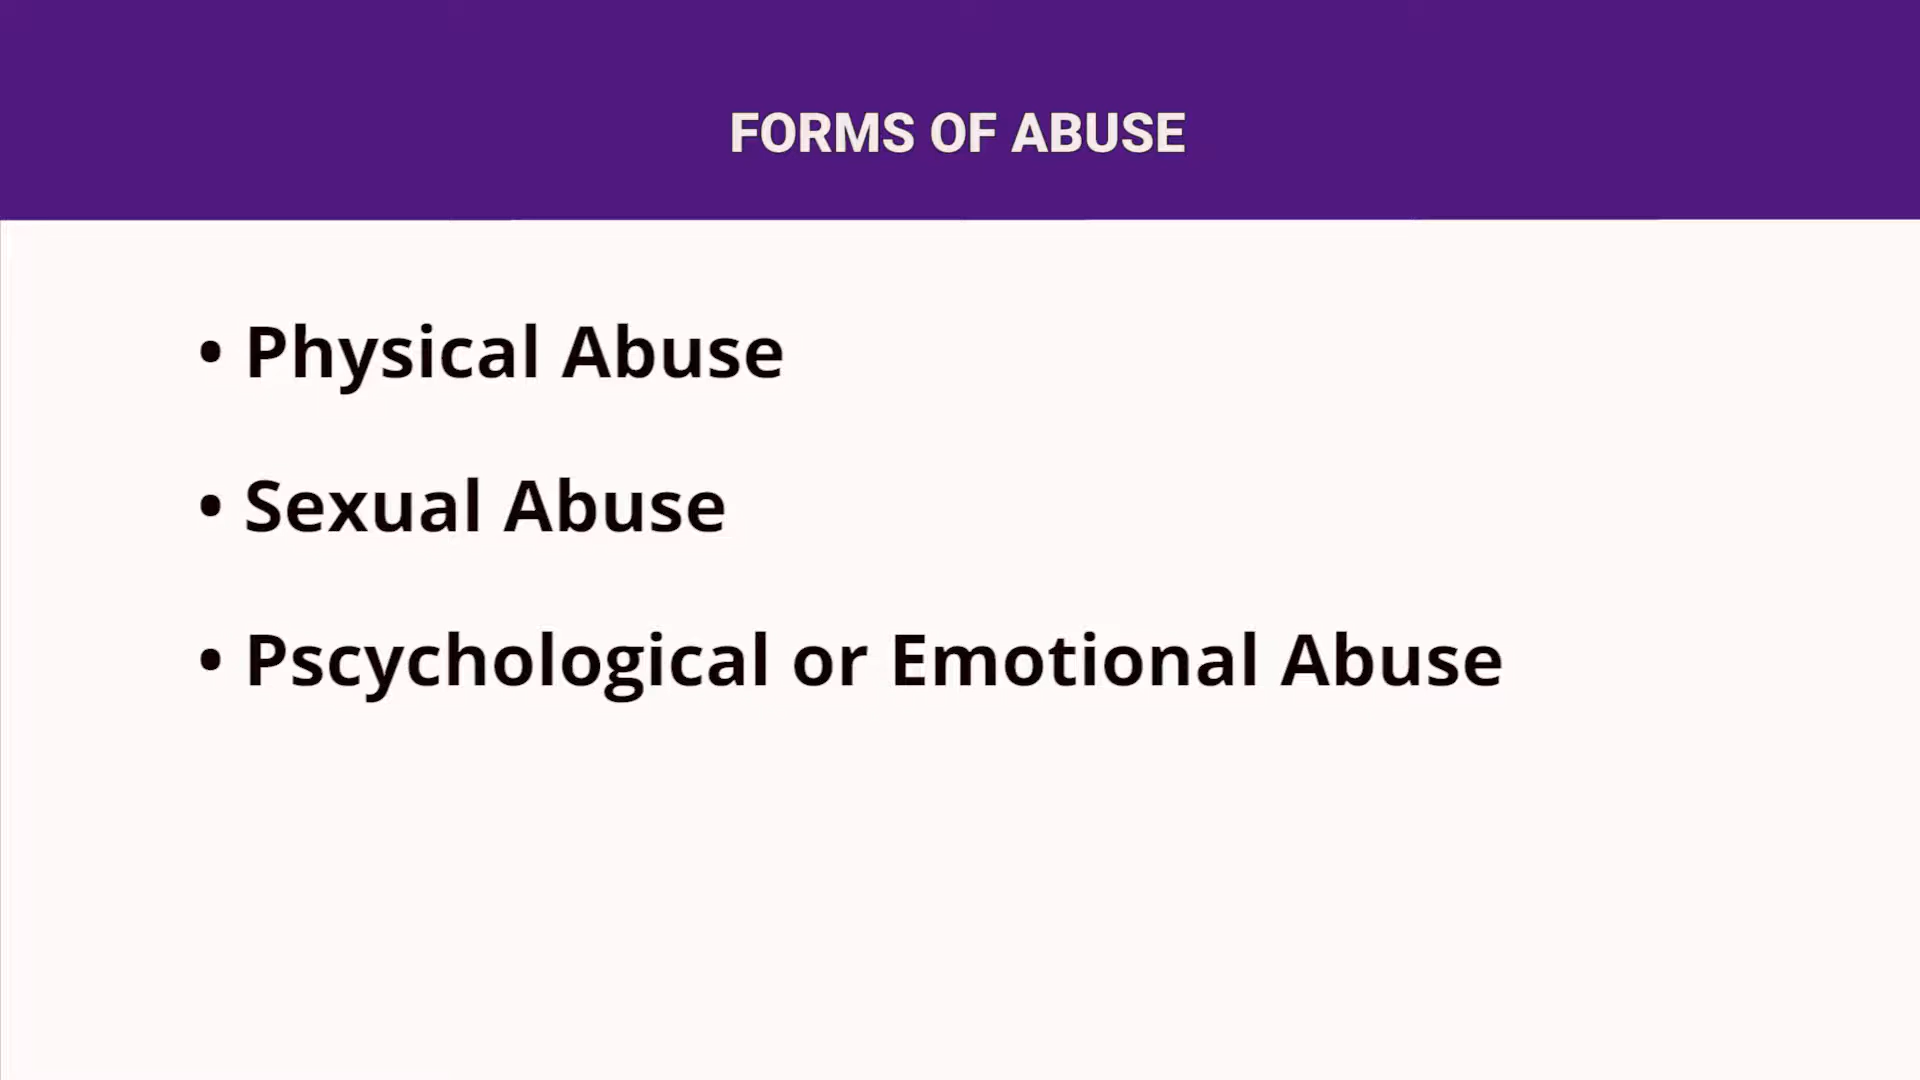 FORMS OF ABUSE
• Physical Abuse
• Sexual Abuse
• Pscychological or Emotional Abuse